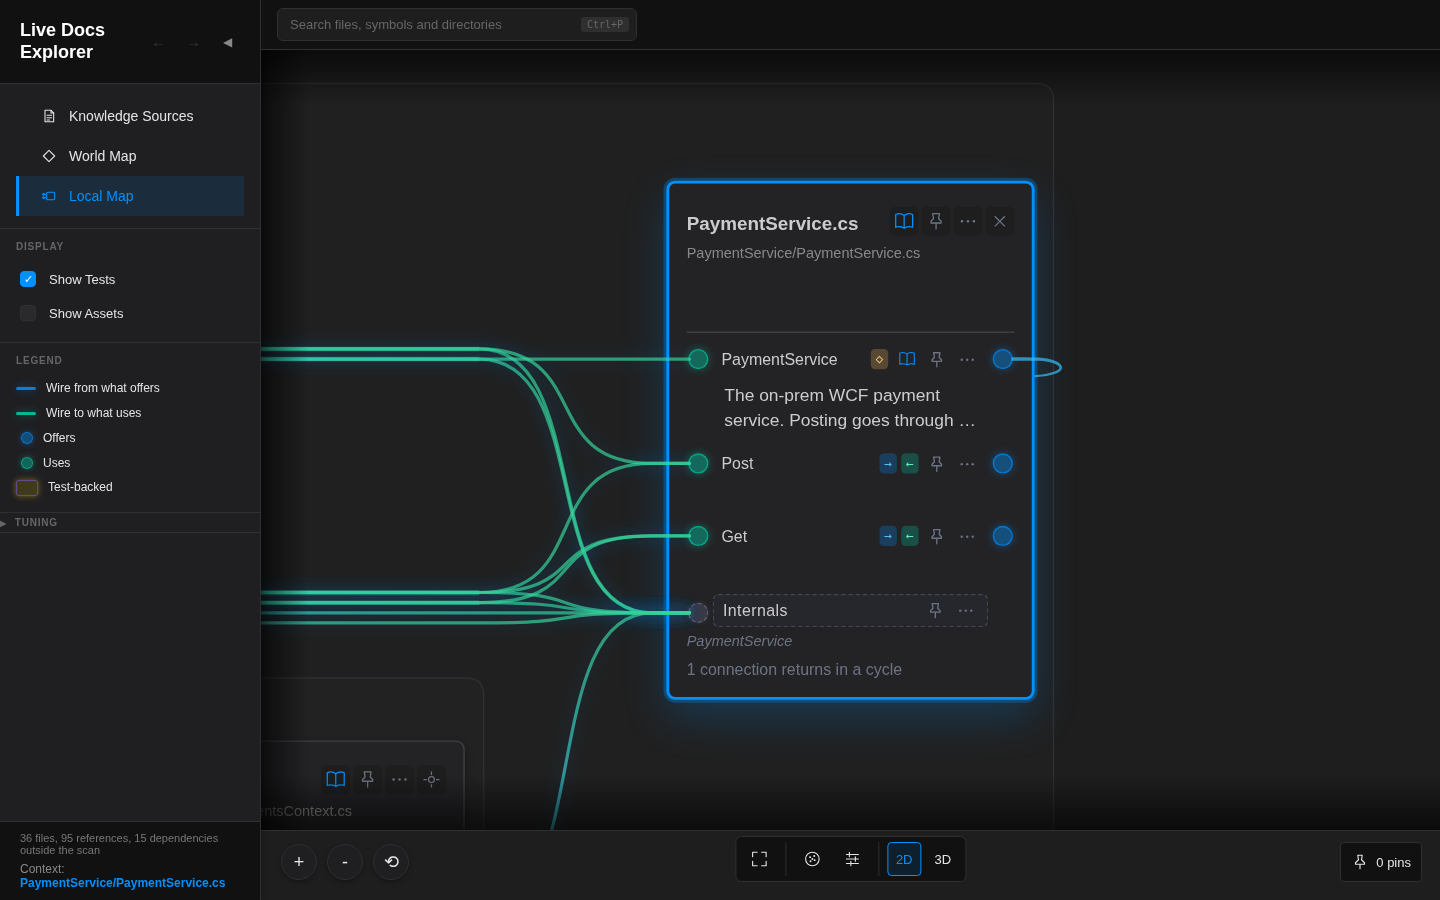 Live Docs
Explorer
Search files, symbols and directories
Ctrl+P
Knowledge Sources
World Map
Local Map
DISPLAY
Show Tests
Show Assets
LEGEND
Wire from what offers
Wire to what uses
Offers
Uses
Test-backed
TUNING
36 files, 95 references, 15 dependencies
outside the scan
Context:
PaymentService/PaymentService.cs
PaymentService.cs
PaymentService/PaymentService.cs
PaymentService
The on-prem WCF payment
service. Posting goes through …
Post
Get
Internals
PaymentService
1 connection returns in a cycle
entsContext.cs
+
-
2D
3D
0 pins